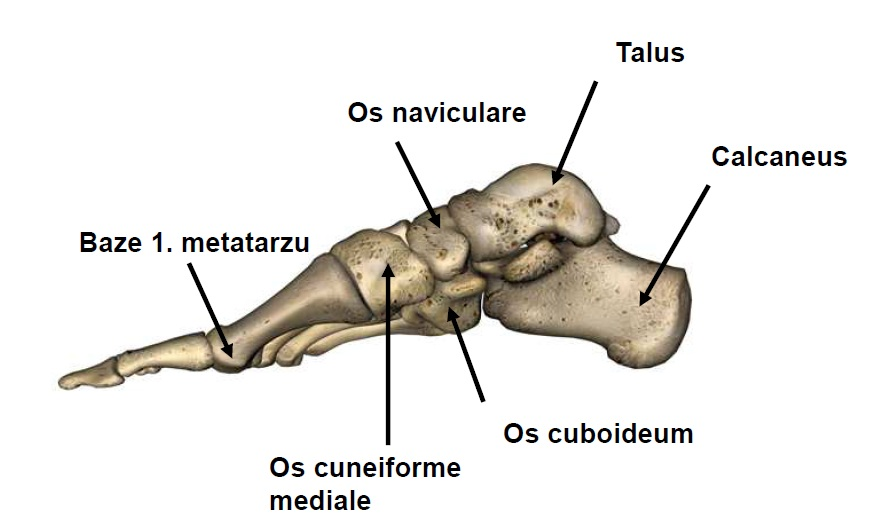 Talus
Os naviculare
Calcaneus
Baze 1. metatarzu
Os cuboideum
Os cuneiforme
mediale